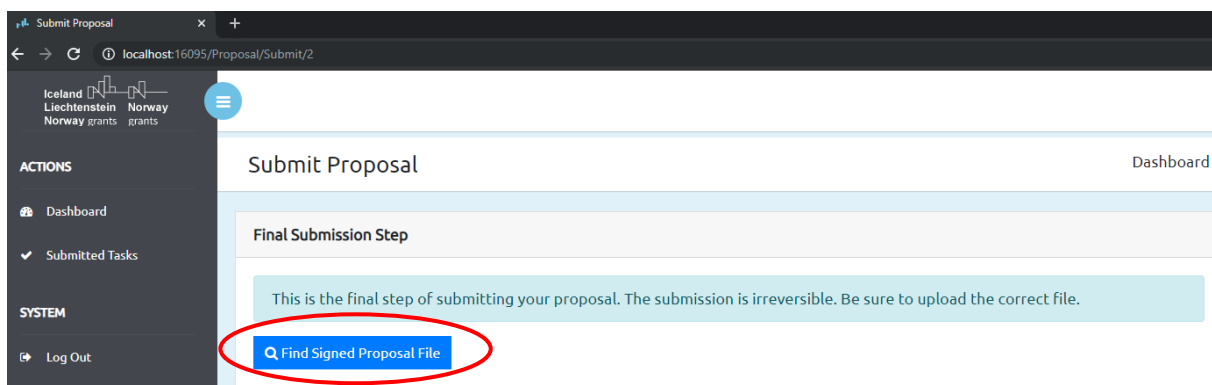 Submit Proposal
localhost:16095/Proposal/Submit/2
Iceland
Liechtenstein Norway
Norway grants grants
ACTIONS
Submit Proposal
Dashboard
Dashboard
Final Submission Step
Submitted Tasks
This is the final step of submitting your proposal. The submission is irreversible. Be sure to upload the correct file.
SYSTEM
Find Signed Proposal File
Log Out